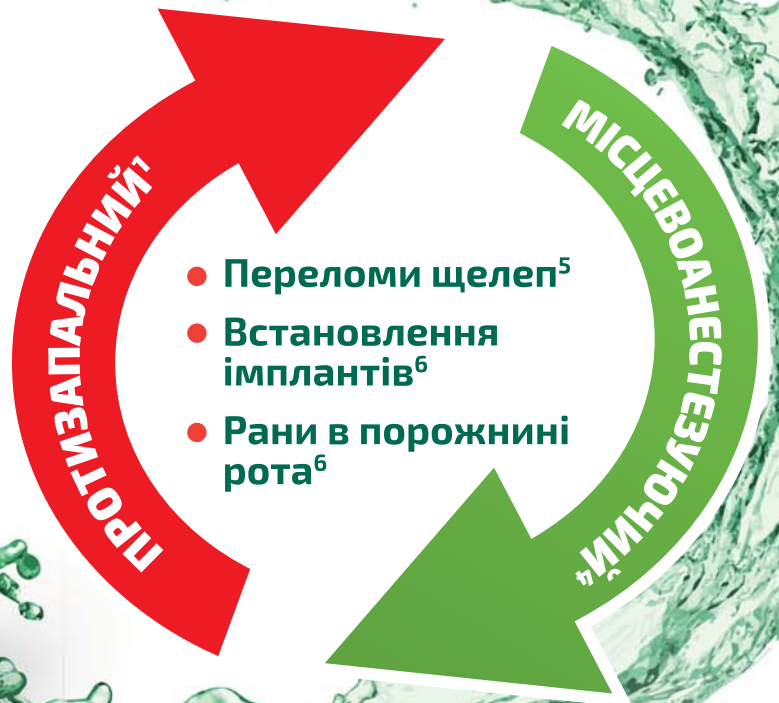 ПРОТИЗАПАЛЬНИЙ¹
МІСЦЕВОАНЕСТЕЗУЮЧИЙ⁴
• Переломи щелеп⁵
• Встановлення
імплантів⁶
• Рани в порожнині
рота⁶